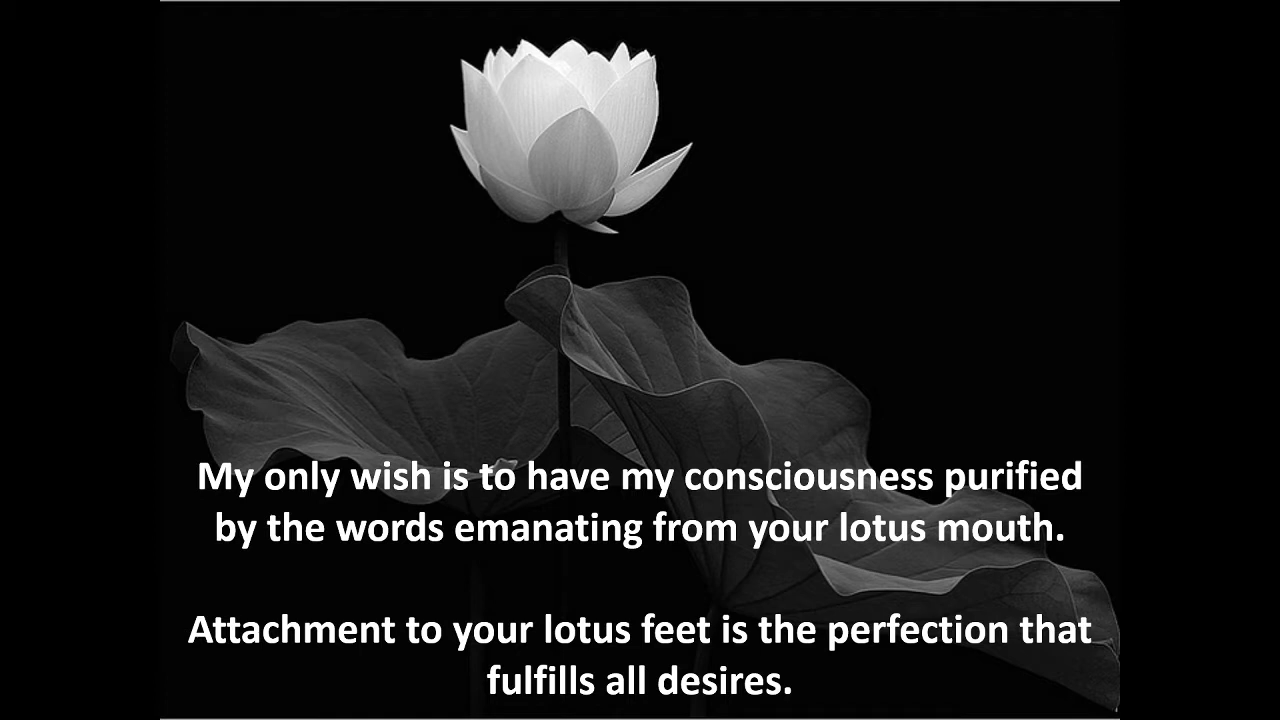 My only wish is to have my consciousness purified
by the words emanating from your lotus mouth.
Attachment to your lotus feet is the perfection that
fulfills all desires.